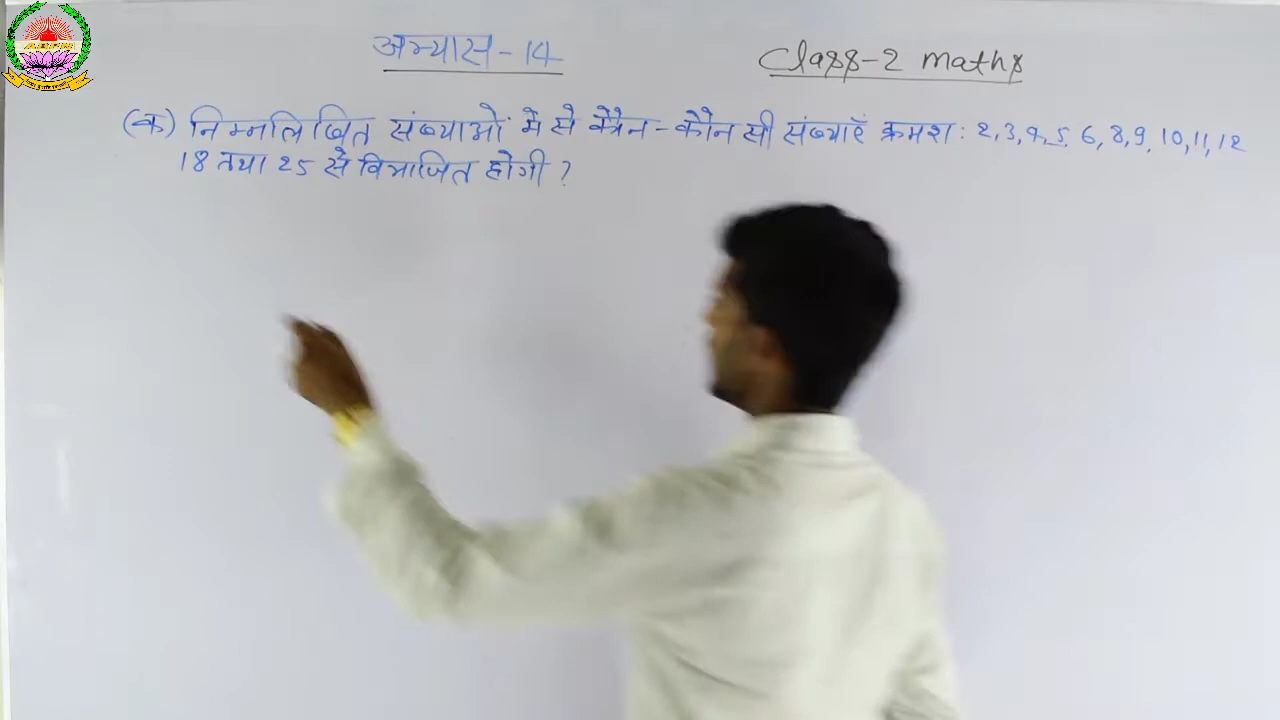 अभ्यास - 14
Class-2 maths
(क) निम्नलिखित संख्याओं में से कौन - कौन सी संख्याएँ क्रमश : 2, 3, 4, 5, 6, 8, 9, 10, 11, 12
18 तथा 25 से विभाजित होगी ?